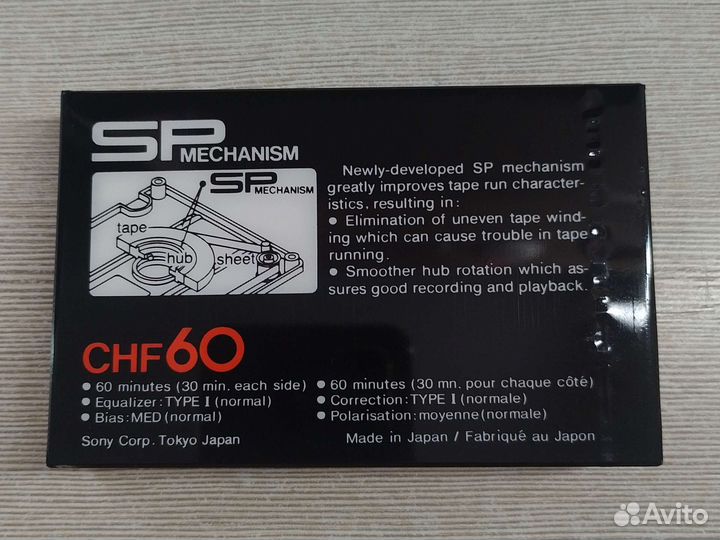 SP MECHANISM
SP MECHANISM
tape
hub
sheet
Newly-developed SP mechanism
greatly improves tape run character-
istics, resulting in:
● Elimination of uneven tape wind-
ing which can cause trouble in tape
running.
● Smoother hub rotation which as-
sures good recording and playback.
CHF60
● 60 minutes (30 min. each side)
● Equalizer: TYPE I (normal)
● Bias: MED (normal)
● 60 minutes (30 mn. pour chaque côté)
● Correction: TYPE I (normale)
● Polarisation: moyenne (normale)
Sony Corp. Tokyo Japan
Made in Japan / Fabriqué au Japon
Avito